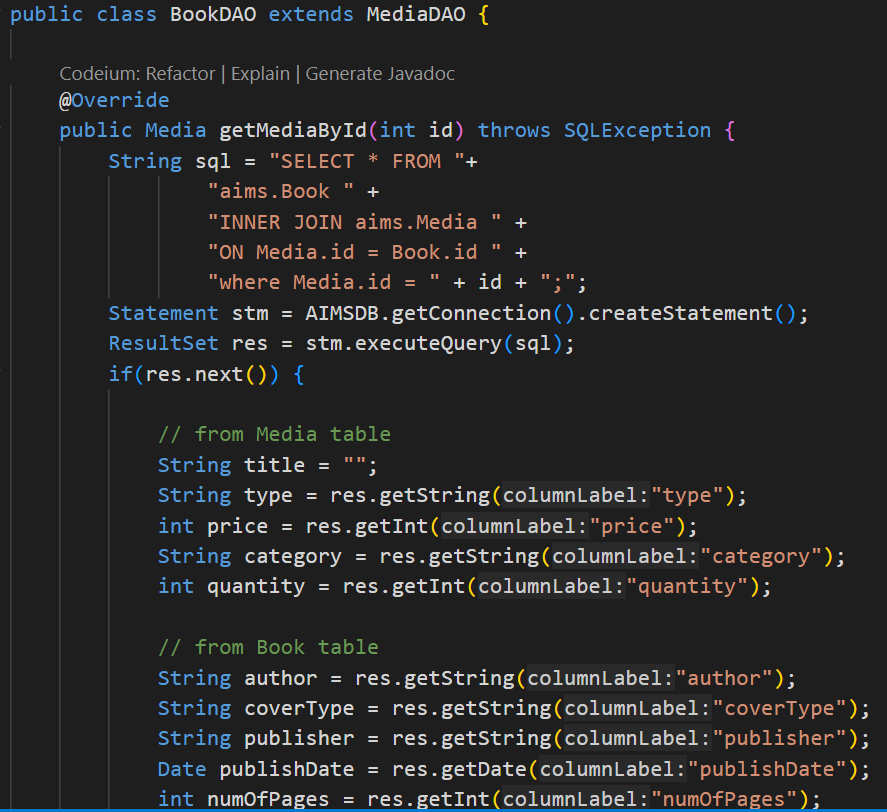 public class BookDAO extends MediaDAO {
Codeium: Refactor | Explain | Generate Javadoc
@Override
public Media getMediaById(int id) throws SQLException {
String sql = "SELECT * FROM "+
"aims.Book " +
"INNER JOIN aims.Media " +
"ON Media.id = Book.id " +
"where Media.id = " + id + ";";
Statement stm = AIMSDB.getConnection().createStatement();
ResultSet res = stm.executeQuery(sql);
if(res.next()) {
// from Media table
String title = "";
String type = res.getString(columnLabel:"type");
int price = res.getInt(columnLabel:"price");
String category = res.getString(columnLabel:"category");
int quantity = res.getInt(columnLabel:"quantity");
// from Book table
String author = res.getString(columnLabel:"author");
String coverType = res.getString(columnLabel:"coverType");
String publisher = res.getString(columnLabel:"publisher");
Date publishDate = res.getDate(columnLabel:"publishDate");
int numOfPages = res.getInt(columnLabel:"numOfPages");